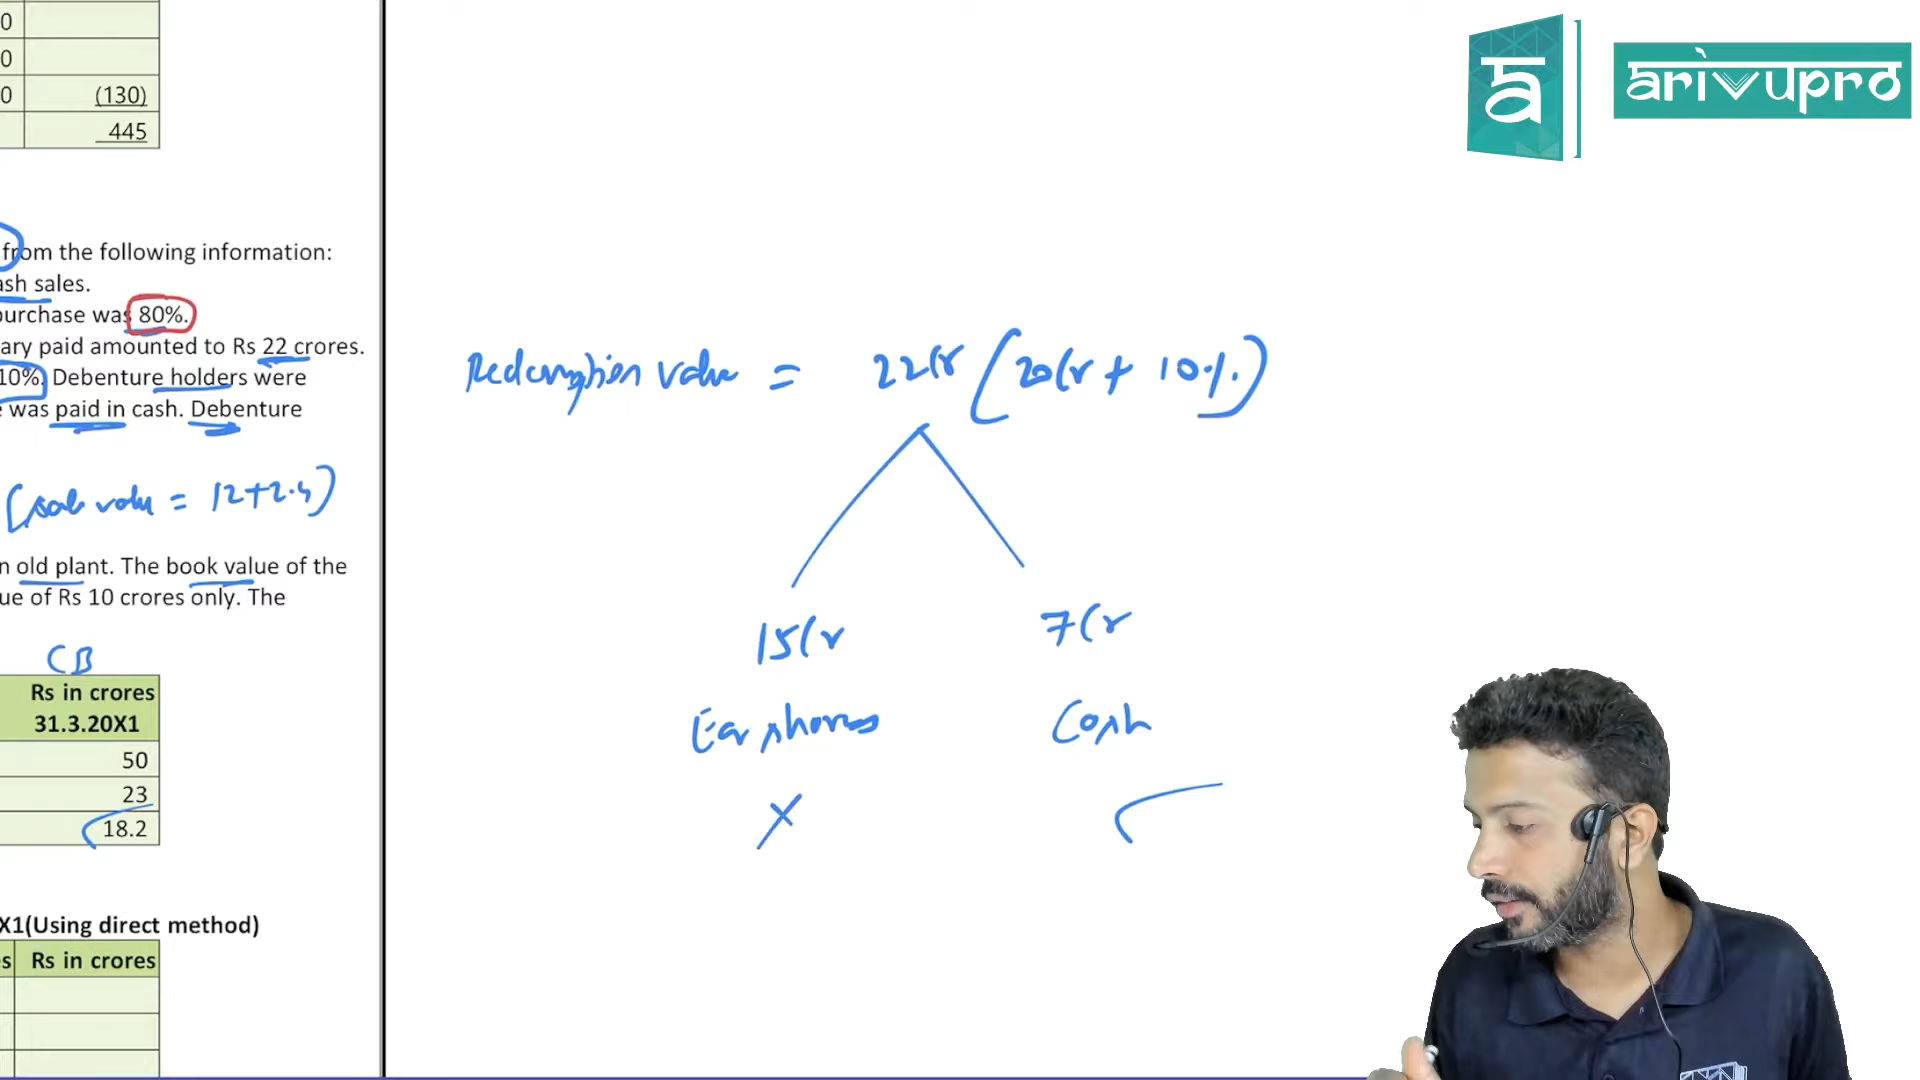 0
0
0 (130)
445
from the following information:
ash sales.
purchase was 80%.
ary paid amounted to Rs 22 crores.
10%. Debenture holders were
e was paid in cash. Debenture
= 12+2.4)
n old plant. The book value of the
ue of Rs 10 crores only. The
CB
Rs in crores
31.3.20X1
50
23
18.2
X1(Using direct method)
es Rs in crores
Redemption value = 22Cr (20Cr + 10%.)
15Cr 7Cr
shares Cash
arivupro